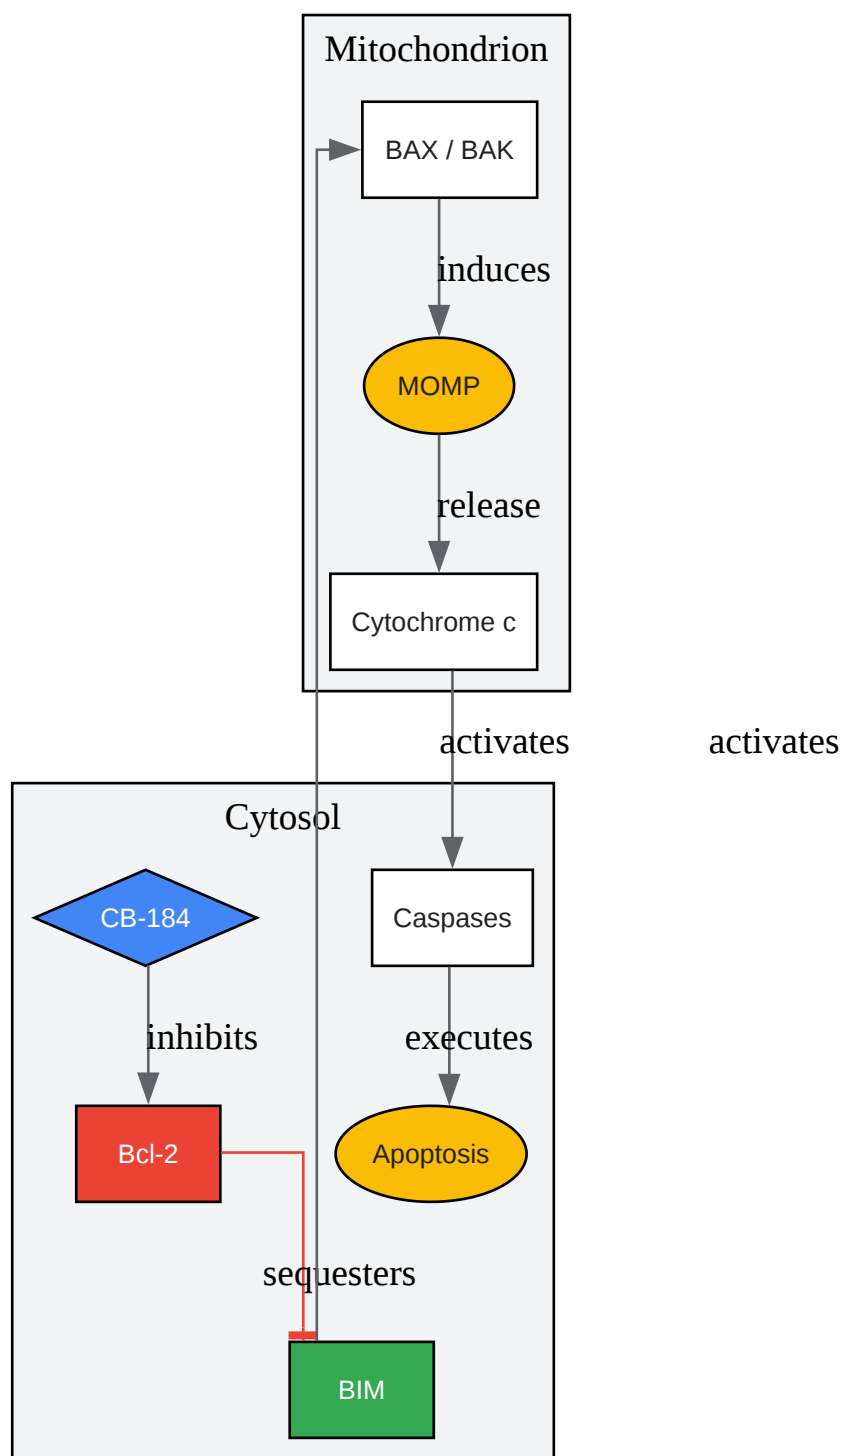 Mitochondrion
BAX / BAK
induces
MOMP
release
Cytochrome c
activates
activates
Cytosol
CB-184
Caspases
inhibits
executes
Bcl-2
Apoptosis
sequesters
BIM